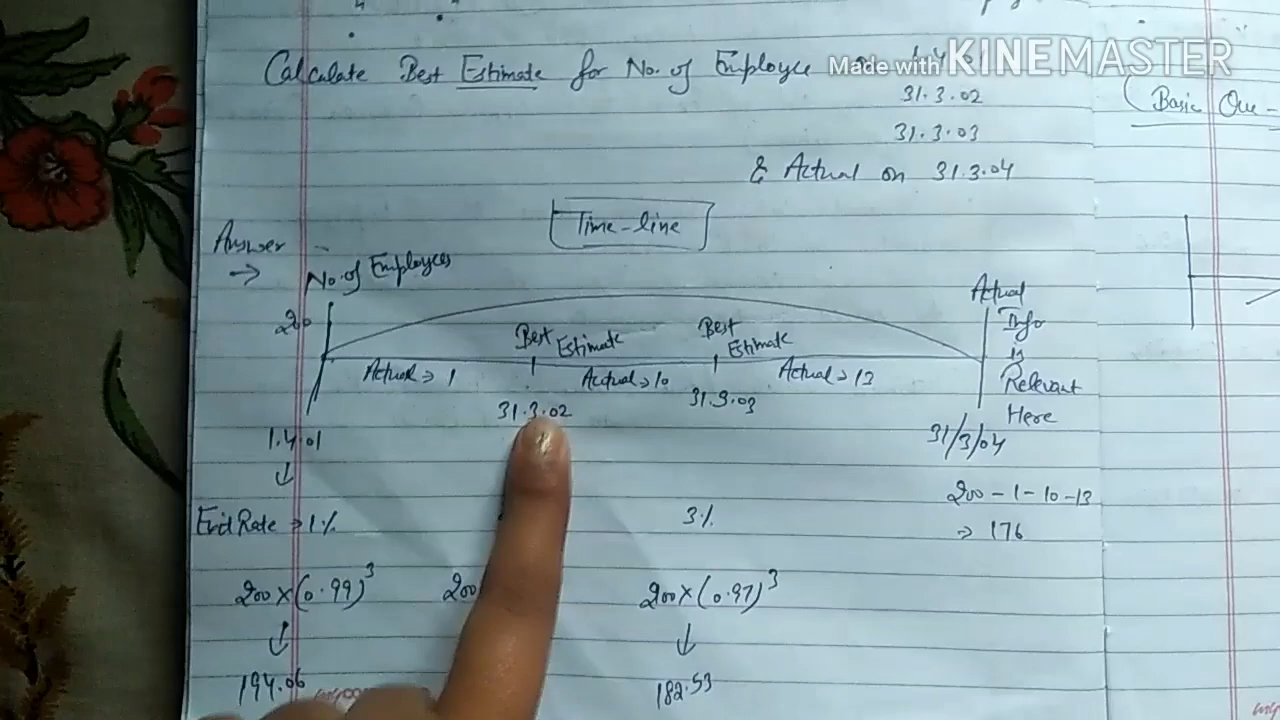 Calculate Best Estimate for No. of Employee on 1.4.01
Made with KINEMASTER
31.3.02
31.3.03
& Actual on 31.3.04
(Basic Que-
Time-line
Answer -
→ No. of Employees
200
Best Estimate
Best Estimate
Actual Info is Relevant Here
Actual → 1
Actual → 10
Actual → 13
1.4.01
31.3.02
31.3.03
31/3/04
↓
200 - 1 - 10 - 13
Exit Rate → 1%
3%
→ 176
200 × (0.99)³
200
200 × (0.97)³
↓
↓
194.06
182.53